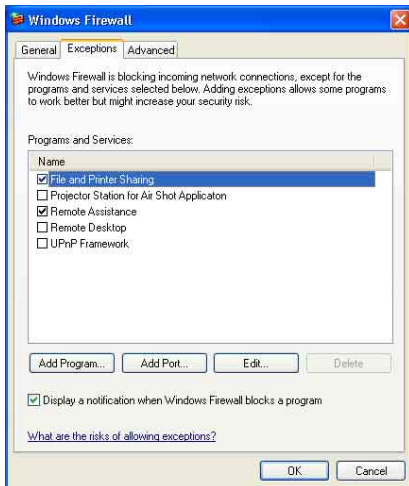 Windows Firewall
General Exceptions Advanced
Windows Firewall is blocking incoming network connections, except for the
programs and services selected below. Adding exceptions allows some programs
to work better but might increase your security risk.
Programs and Services:
Name
File and Printer Sharing
Projector Station for Air Shot Applicaton
Remote Assistance
Remote Desktop
UPnP Framework
Add Program... Add Port... Edit... Delete
Display a notification when Windows Firewall blocks a program
What are the risks of allowing exceptions?
OK Cancel